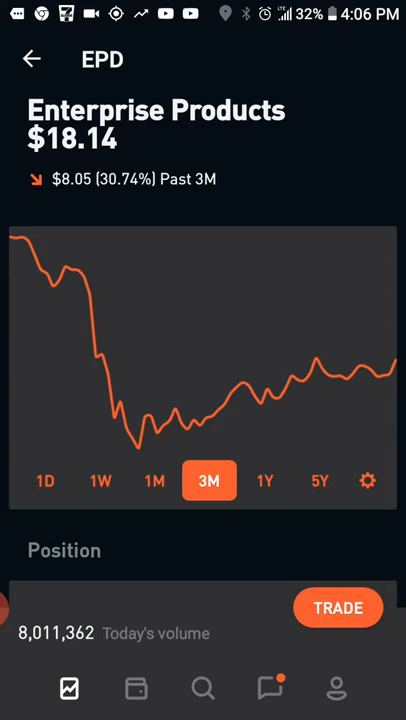 32% 4:06 PM
EPD
Enterprise Products
$18.14
$8.05 (30.74%) Past 3M
1D 1W 1M 3M 1Y 5Y
Position
TRADE
8,011,362 Today's volume